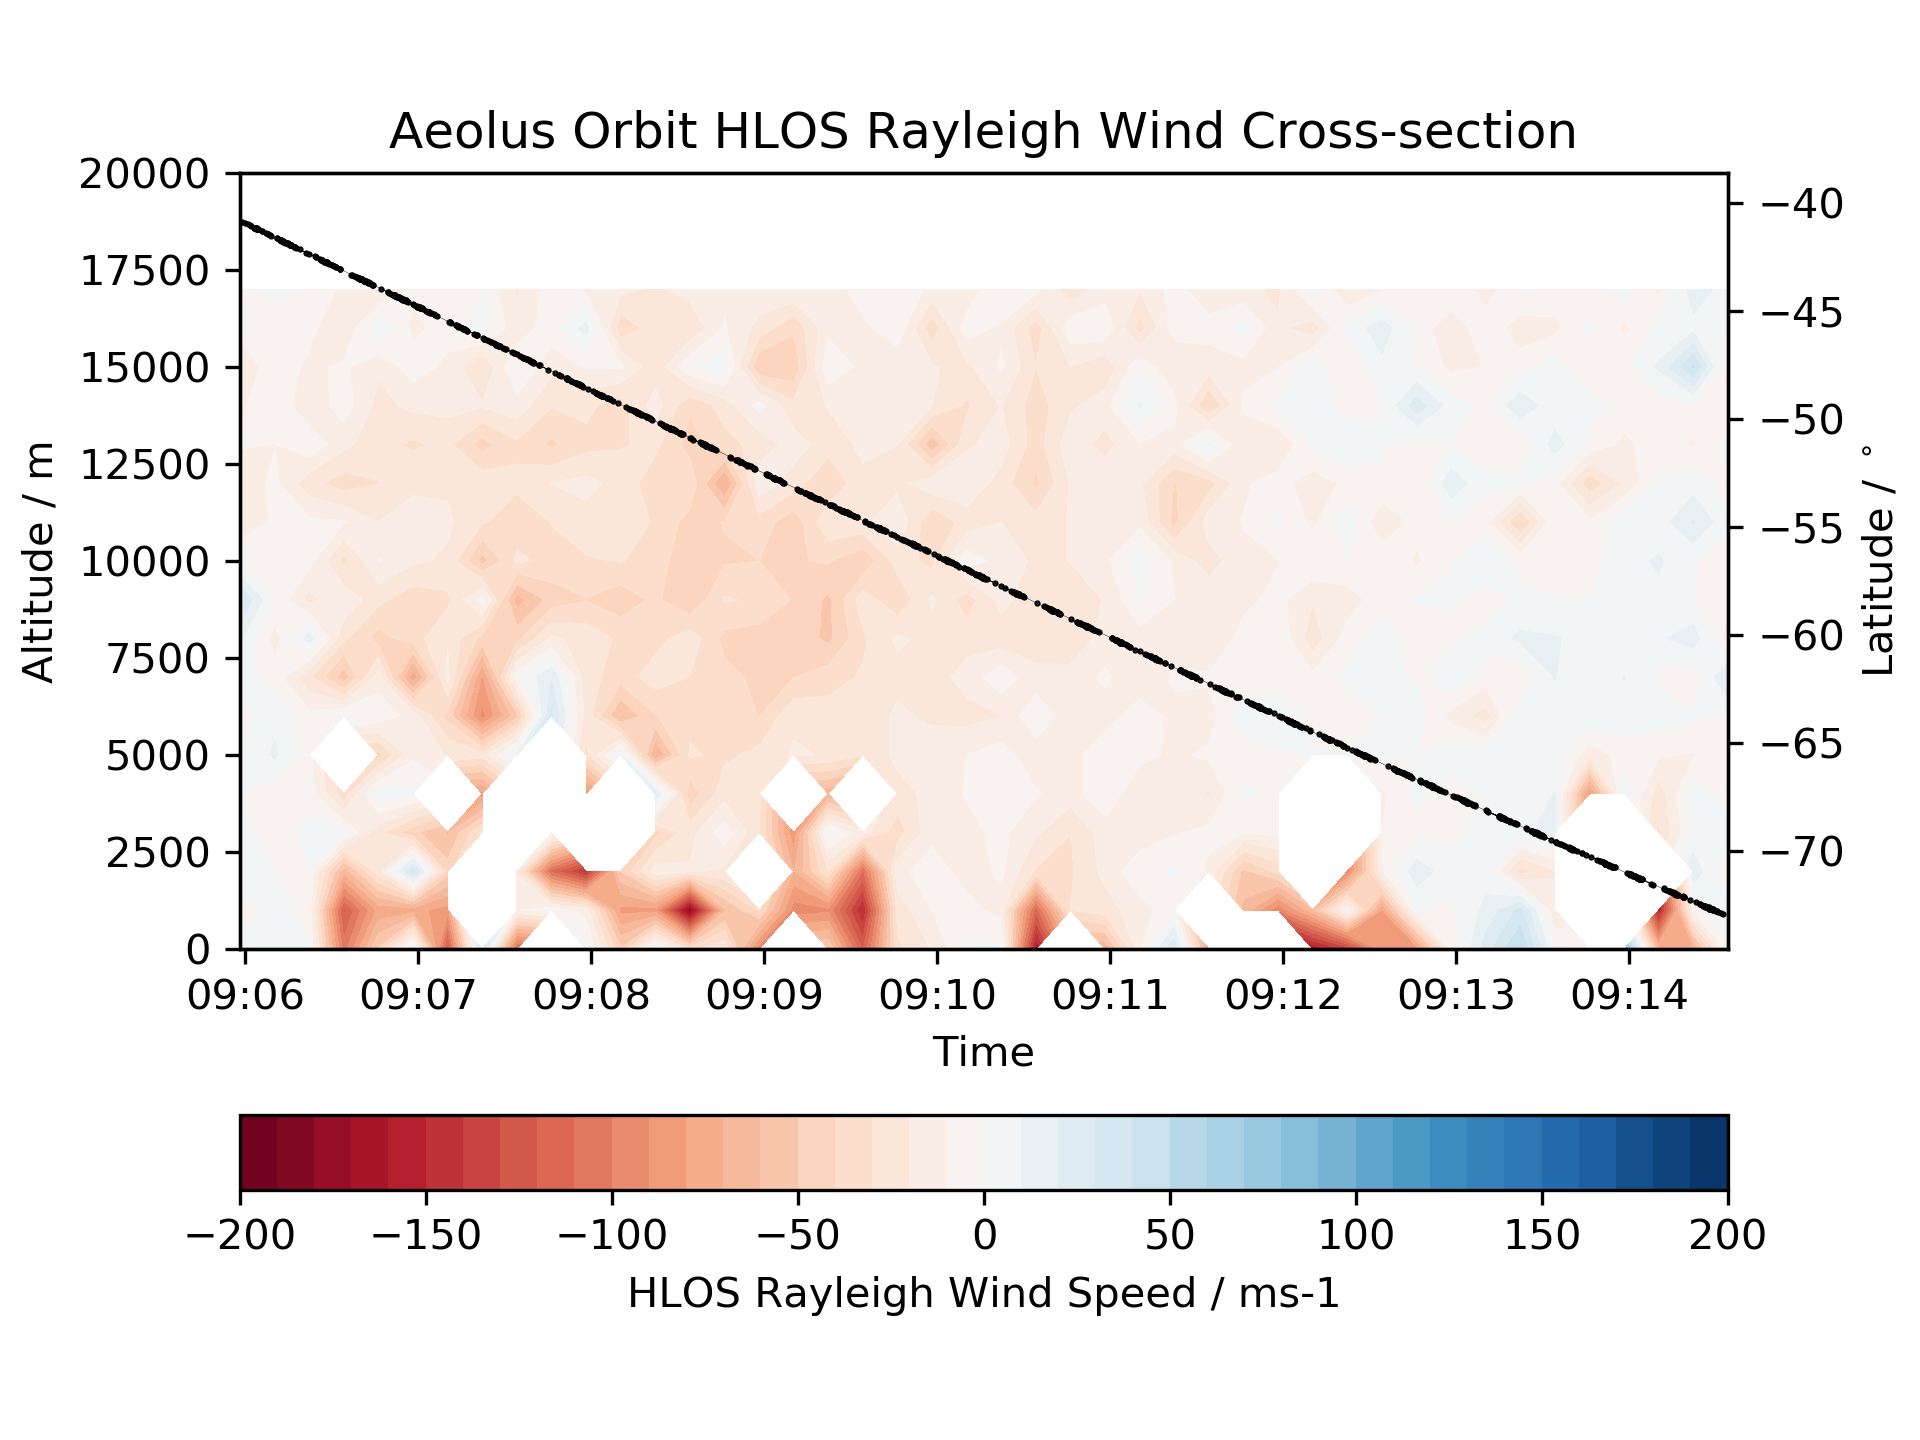 Aeolus Orbit HLOS Rayleigh Wind Cross-section
20000
17500
15000
12500
10000
7500
5000
2500
0
Altitude / m
−40
−45
−50
−55
−60
−65
−70
Latitude / °
09:06 09:07 09:08 09:09 09:10 09:11 09:12 09:13 09:14
Time
−200 −150 −100 −50 0 50 100 150 200
HLOS Rayleigh Wind Speed / ms-1